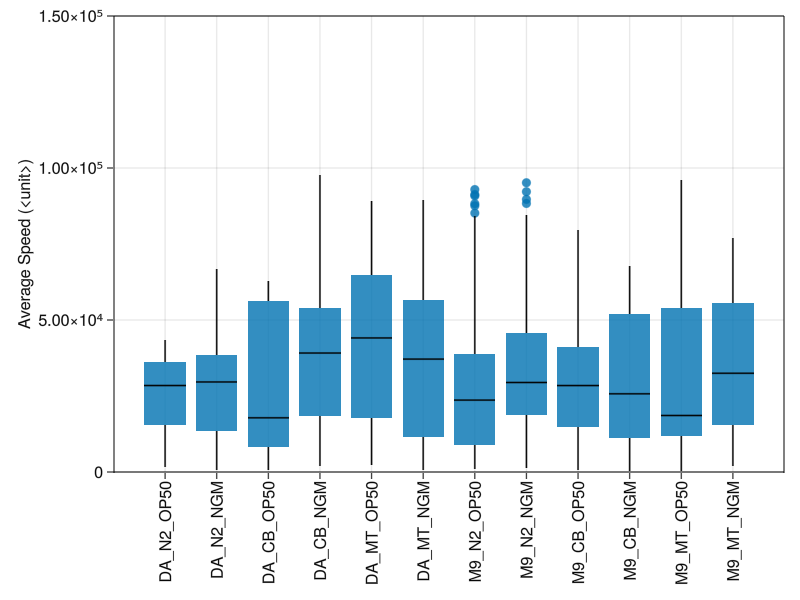 1.50×10⁵
1.00×10⁵
5.00×10⁴
0
Average Speed (<unit>)
DA_N2_OP50
DA_N2_NGM
DA_CB_OP50
DA_CB_NGM
DA_MT_OP50
DA_MT_NGM
M9_N2_OP50
M9_N2_NGM
M9_CB_OP50
M9_CB_NGM
M9_MT_OP50
M9_MT_NGM